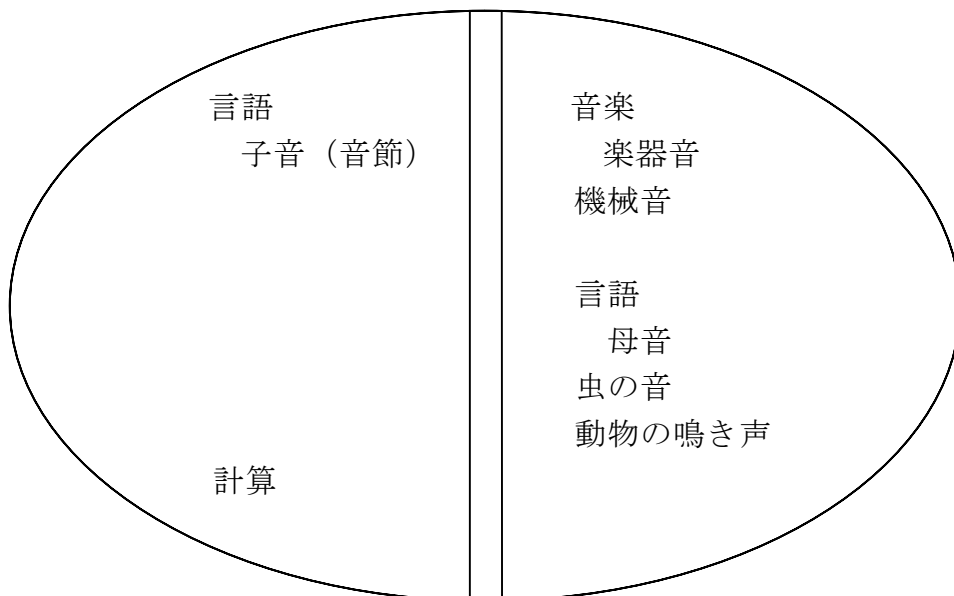 言語
子音（音節）
計算
音楽
楽器音
機械音
言語
母音
虫の音
動物の鳴き声